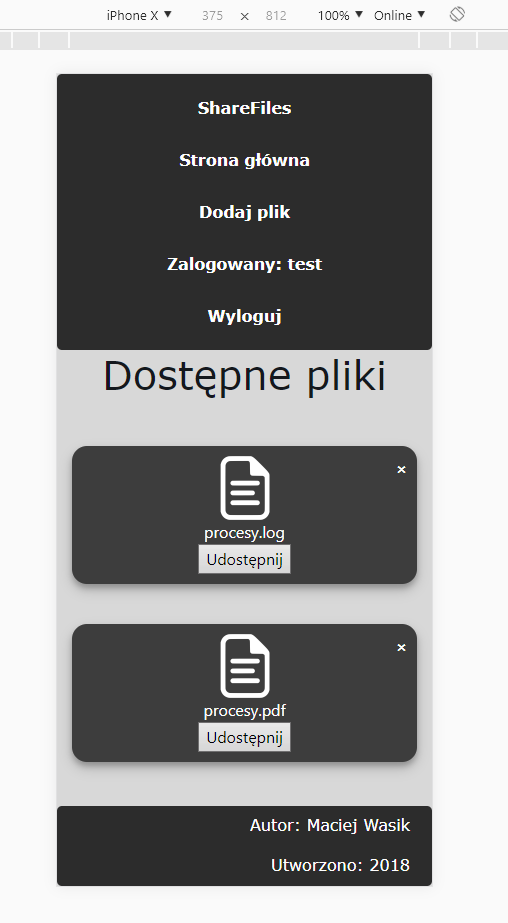 iPhone X ▼ 375 × 812 100% ▼ Online ▼
ShareFiles
Strona główna
Dodaj plik
Zalogowany: test
Wyloguj
Dostępne pliki
×
procesy.log
Udostępnij
×
procesy.pdf
Udostępnij
Autor: Maciej Wasik
Utworzono: 2018